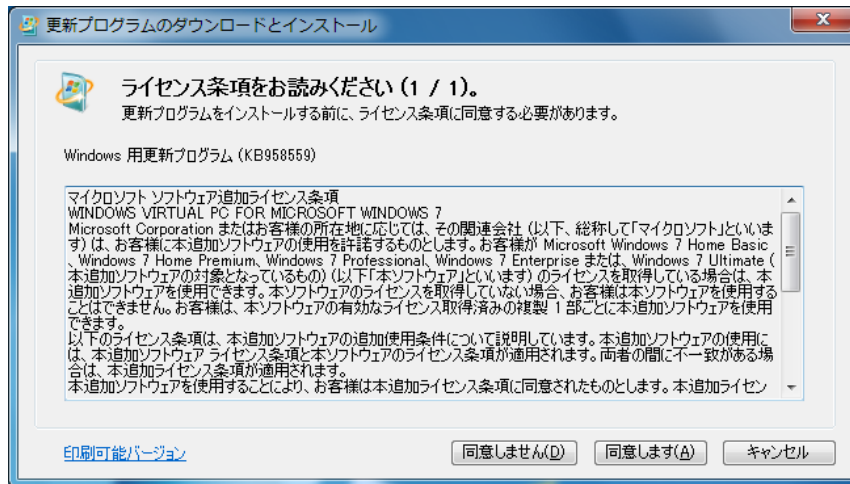 更新プログラムのダウンロードとインストール
ライセンス条項をお読みください (1 / 1)。
更新プログラムをインストールする前に、ライセンス条項に同意する必要があります。
Windows 用更新プログラム (KB958559)
マイクロソフト ソフトウェア追加ライセンス条項
WINDOWS VIRTUAL PC FOR MICROSOFT WINDOWS 7
Microsoft Corporation またはお客様の所在地に応じては、その関連会社 (以下、総称して「マイクロソフト」といいま
す) は、お客様に本追加ソフトウェアの使用を許諾するものとします。お客様が Microsoft Windows 7 Home Basic
、Windows 7 Home Premium、Windows 7 Professional、Windows 7 Enterprise または、Windows 7 Ultimate (
本追加ソフトウェアの対象となっているもの) (以下「本ソフトウェア」といいます) のライセンスを取得している場合は、本
追加ソフトウェアを使用できます。本ソフトウェアのライセンスを取得していない場合、お客様は本ソフトウェアを使用する
ことはできません。お客様は、本ソフトウェアの有効なライセンス取得済みの複製 1 部ごとに本追加ソフトウェアを使用
できます。
以下のライセンス条項は、本追加ソフトウェアの追加使用条件について説明しています。本追加ソフトウェアの使用に
は、本追加ソフトウェア ライセンス条項と本ソフトウェアのライセンス条項が適用されます。両者の間に不一致がある場
合は、本追加ライセンス条項が適用されます。
本追加ソフトウェアを使用することにより、お客様は本追加ライセンス条項に同意されたものとします。本追加ライセン
印刷可能バージョン
同意しません(D)
同意します(A)
キャンセル